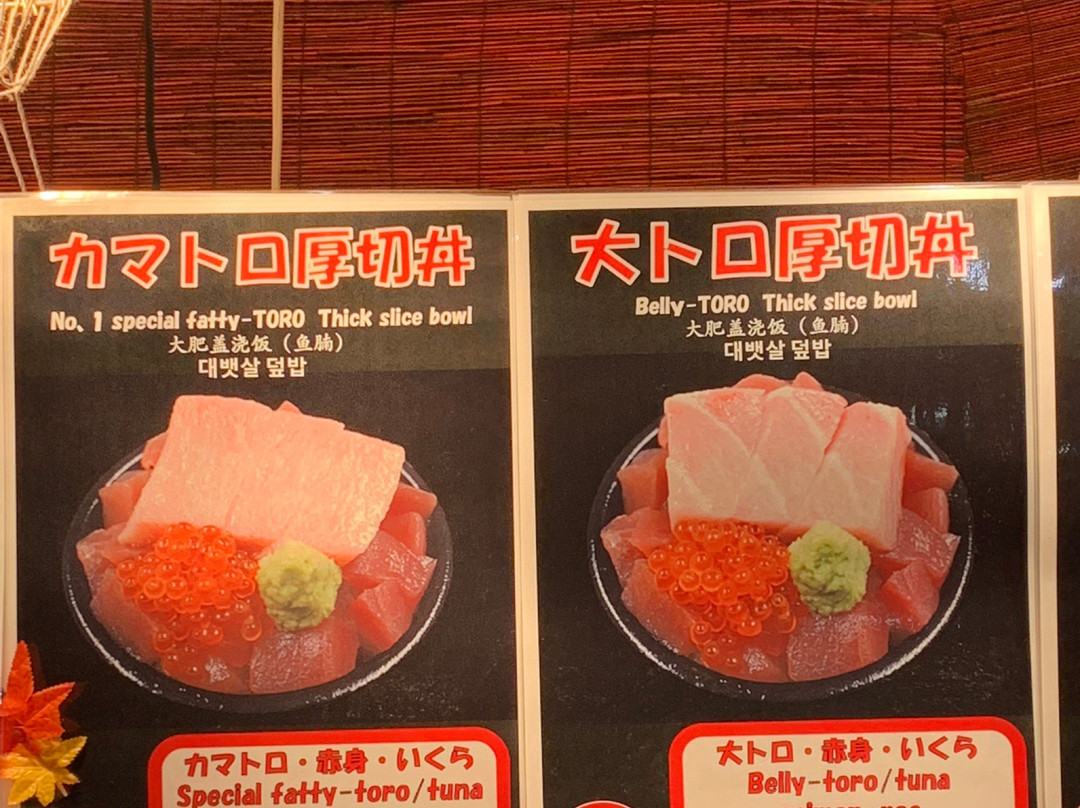 カマトロ厚切丼
No、1 special fatty-TORO Thick slice bowl
大肥盖浇饭（鱼腩）
대뱃살 덮밥
カマトロ・赤身・いくら
Special fatty-toro/tuna
大トロ厚切丼
Belly-TORO Thick slice bowl
大肥盖浇饭（鱼腩）
대뱃살 덮밥
大トロ・赤身・いくら
Belly-toro/tuna